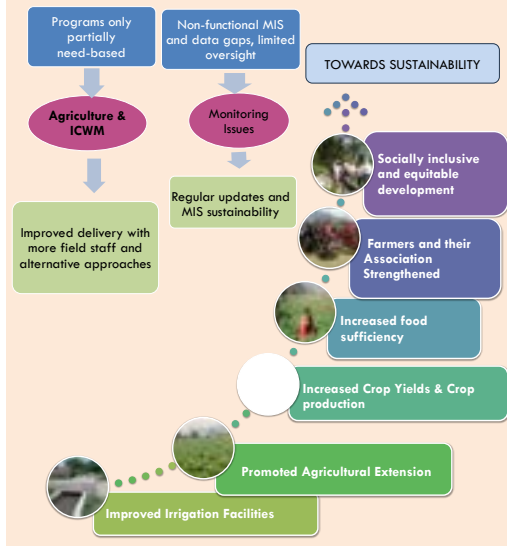 Programs only
partially
need-based
Agriculture &
ICWM
Improved delivery with
more field staff and
alternative approaches
Non-functional MIS
and data gaps, limited
oversight
Monitoring
Issues
Regular updates and
MIS sustainability
TOWARDS SUSTAINABILITY
Socially inclusive
and equitable
development
Farmers and their
Association
Strengthened
Increased food
sufficiency
Increased Crop Yields & Crop
production
Promoted Agricultural Extension
Improved Irrigation Facilities